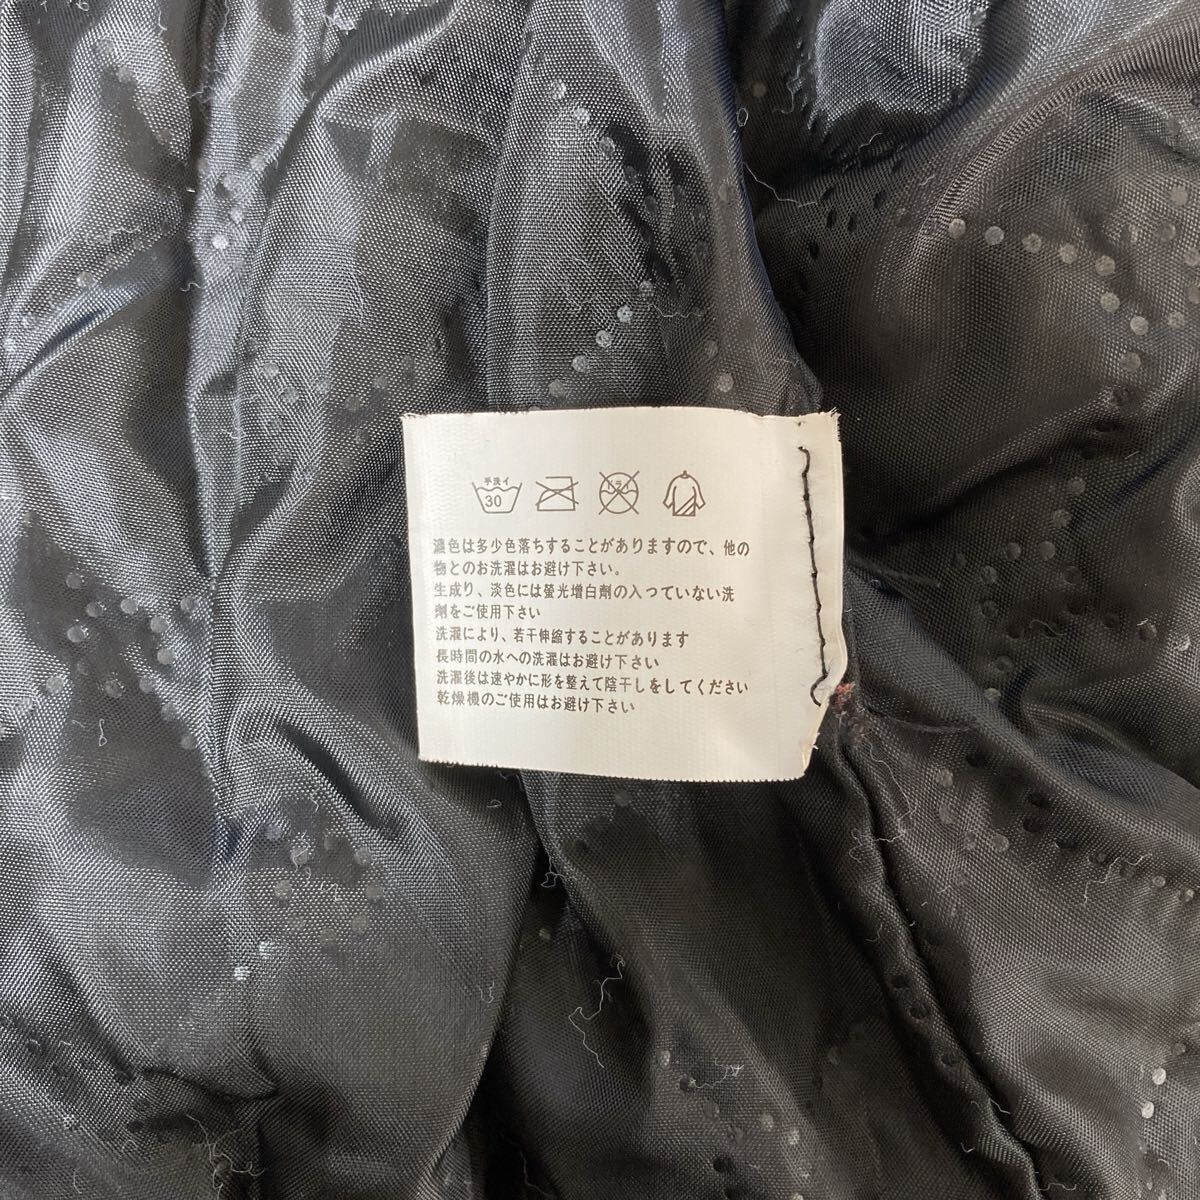 手洗イ
30
ドライ
濃色は多少色落ちすることがありますので、他の
物とのお洗濯はお避け下さい。
生成り、淡色には螢光增白劑の入つていない洗
劑をご使用下さい
洗濯により、若干伸縮することがあります
長時間の水への洗濯はお避け下さい
洗濯後は速やかに形を整えて陰干しをしてください
乾燥機のご使用はお避け下さい